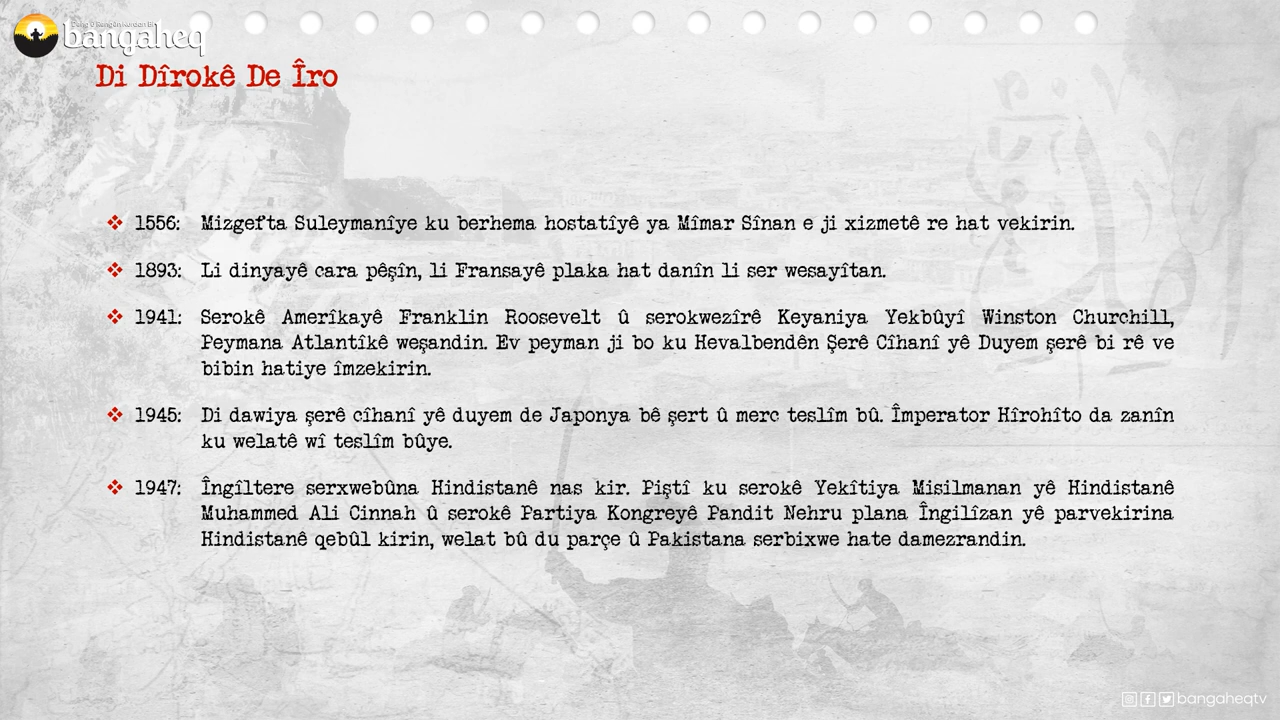 bangaheq
Di Dîrokê De Îro
❖ 1556: Mizgefta Suleymanîye ku berhema hostatîyê ya Mîmar Sînan e ji xizmetê re hat vekirin.
❖ 1893: Li dinyayê cara pêşîn, li Fransayê plaka hat danîn li ser wesayîtan.
❖ 1941: Serokê Amerîkayê Franklin Roosevelt û serokwezîrê Keyaniya Yekbûyî Winston Churchill,
Peymana Atlantîkê weşandin. Ev peyman ji bo ku Hevalbendên Şerê Cîhanî yê Duyem şerê bi rê ve
bibin hatiye îmzekirin.
❖ 1945: Di dawiya şerê cîhanî yê duyem de Japonya bê şert û merc teslîm bû. Împerator Hîrohîto da zanîn
ku welatê wî teslîm bûye.
❖ 1947: Îngîltere serxwebûna Hindistanê nas kir. Piştî ku serokê Yekîtiya Misilmanan yê Hindistanê
Muhammed Ali Cinnah û serokê Partiya Kongreyê Pandit Nehru plana Îngilîzan yê parvekirina
Hindistanê qebûl kirin, welat bû du parçe û Pakistana serbixwe hate damezrandin.
bangaheqtv